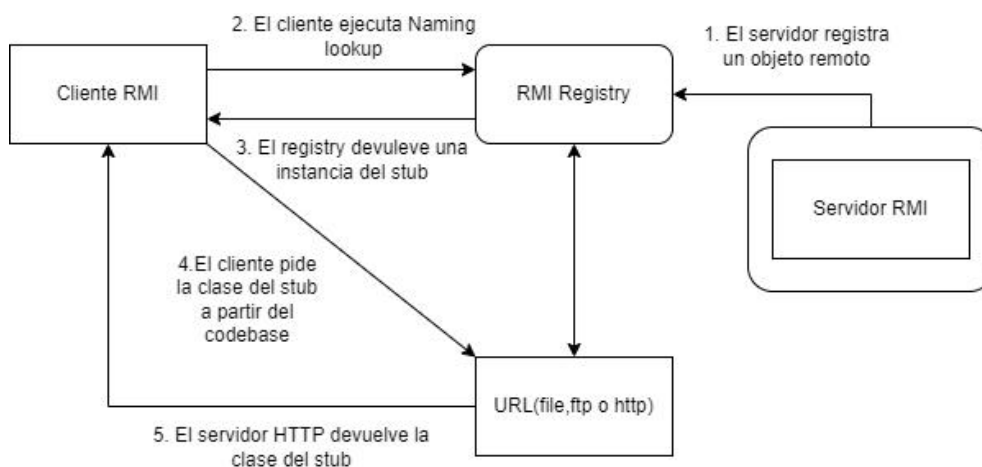 2. El cliente ejecuta Naming
lookup
1. El servidor registra
un objeto remoto
Cliente RMI
RMI Registry
3. El registry devuleve una
instancia del stub
Servidor RMI
4.El cliente pide
la clase del stub
a partir del
codebase
URL(file,ftp o http)
5. El servidor HTTP devuelve la
clase del stub